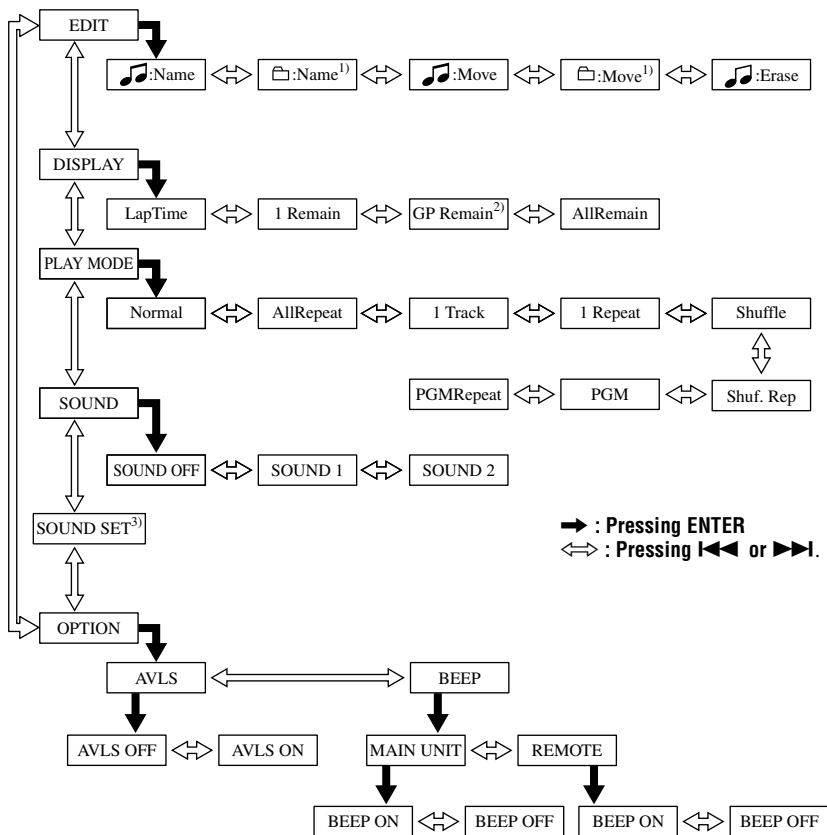 EDIT
♫:Name
🗀:Name1)
♫:Move
🗀:Move1)
♫:Erase
DISPLAY
LapTime
1 Remain
GP Remain2)
AllRemain
PLAY MODE
Normal
AllRepeat
1 Track
1 Repeat
Shuffle
PGMRepeat
PGM
Shuf. Rep
SOUND
SOUND OFF
SOUND 1
SOUND 2
SOUND SET3)
: Pressing ENTER
: Pressing I◀◀ or ▶▶I.
OPTION
AVLS
BEEP
AVLS OFF
AVLS ON
MAIN UNIT
REMOTE
BEEP ON
BEEP OFF
BEEP ON
BEEP OFF